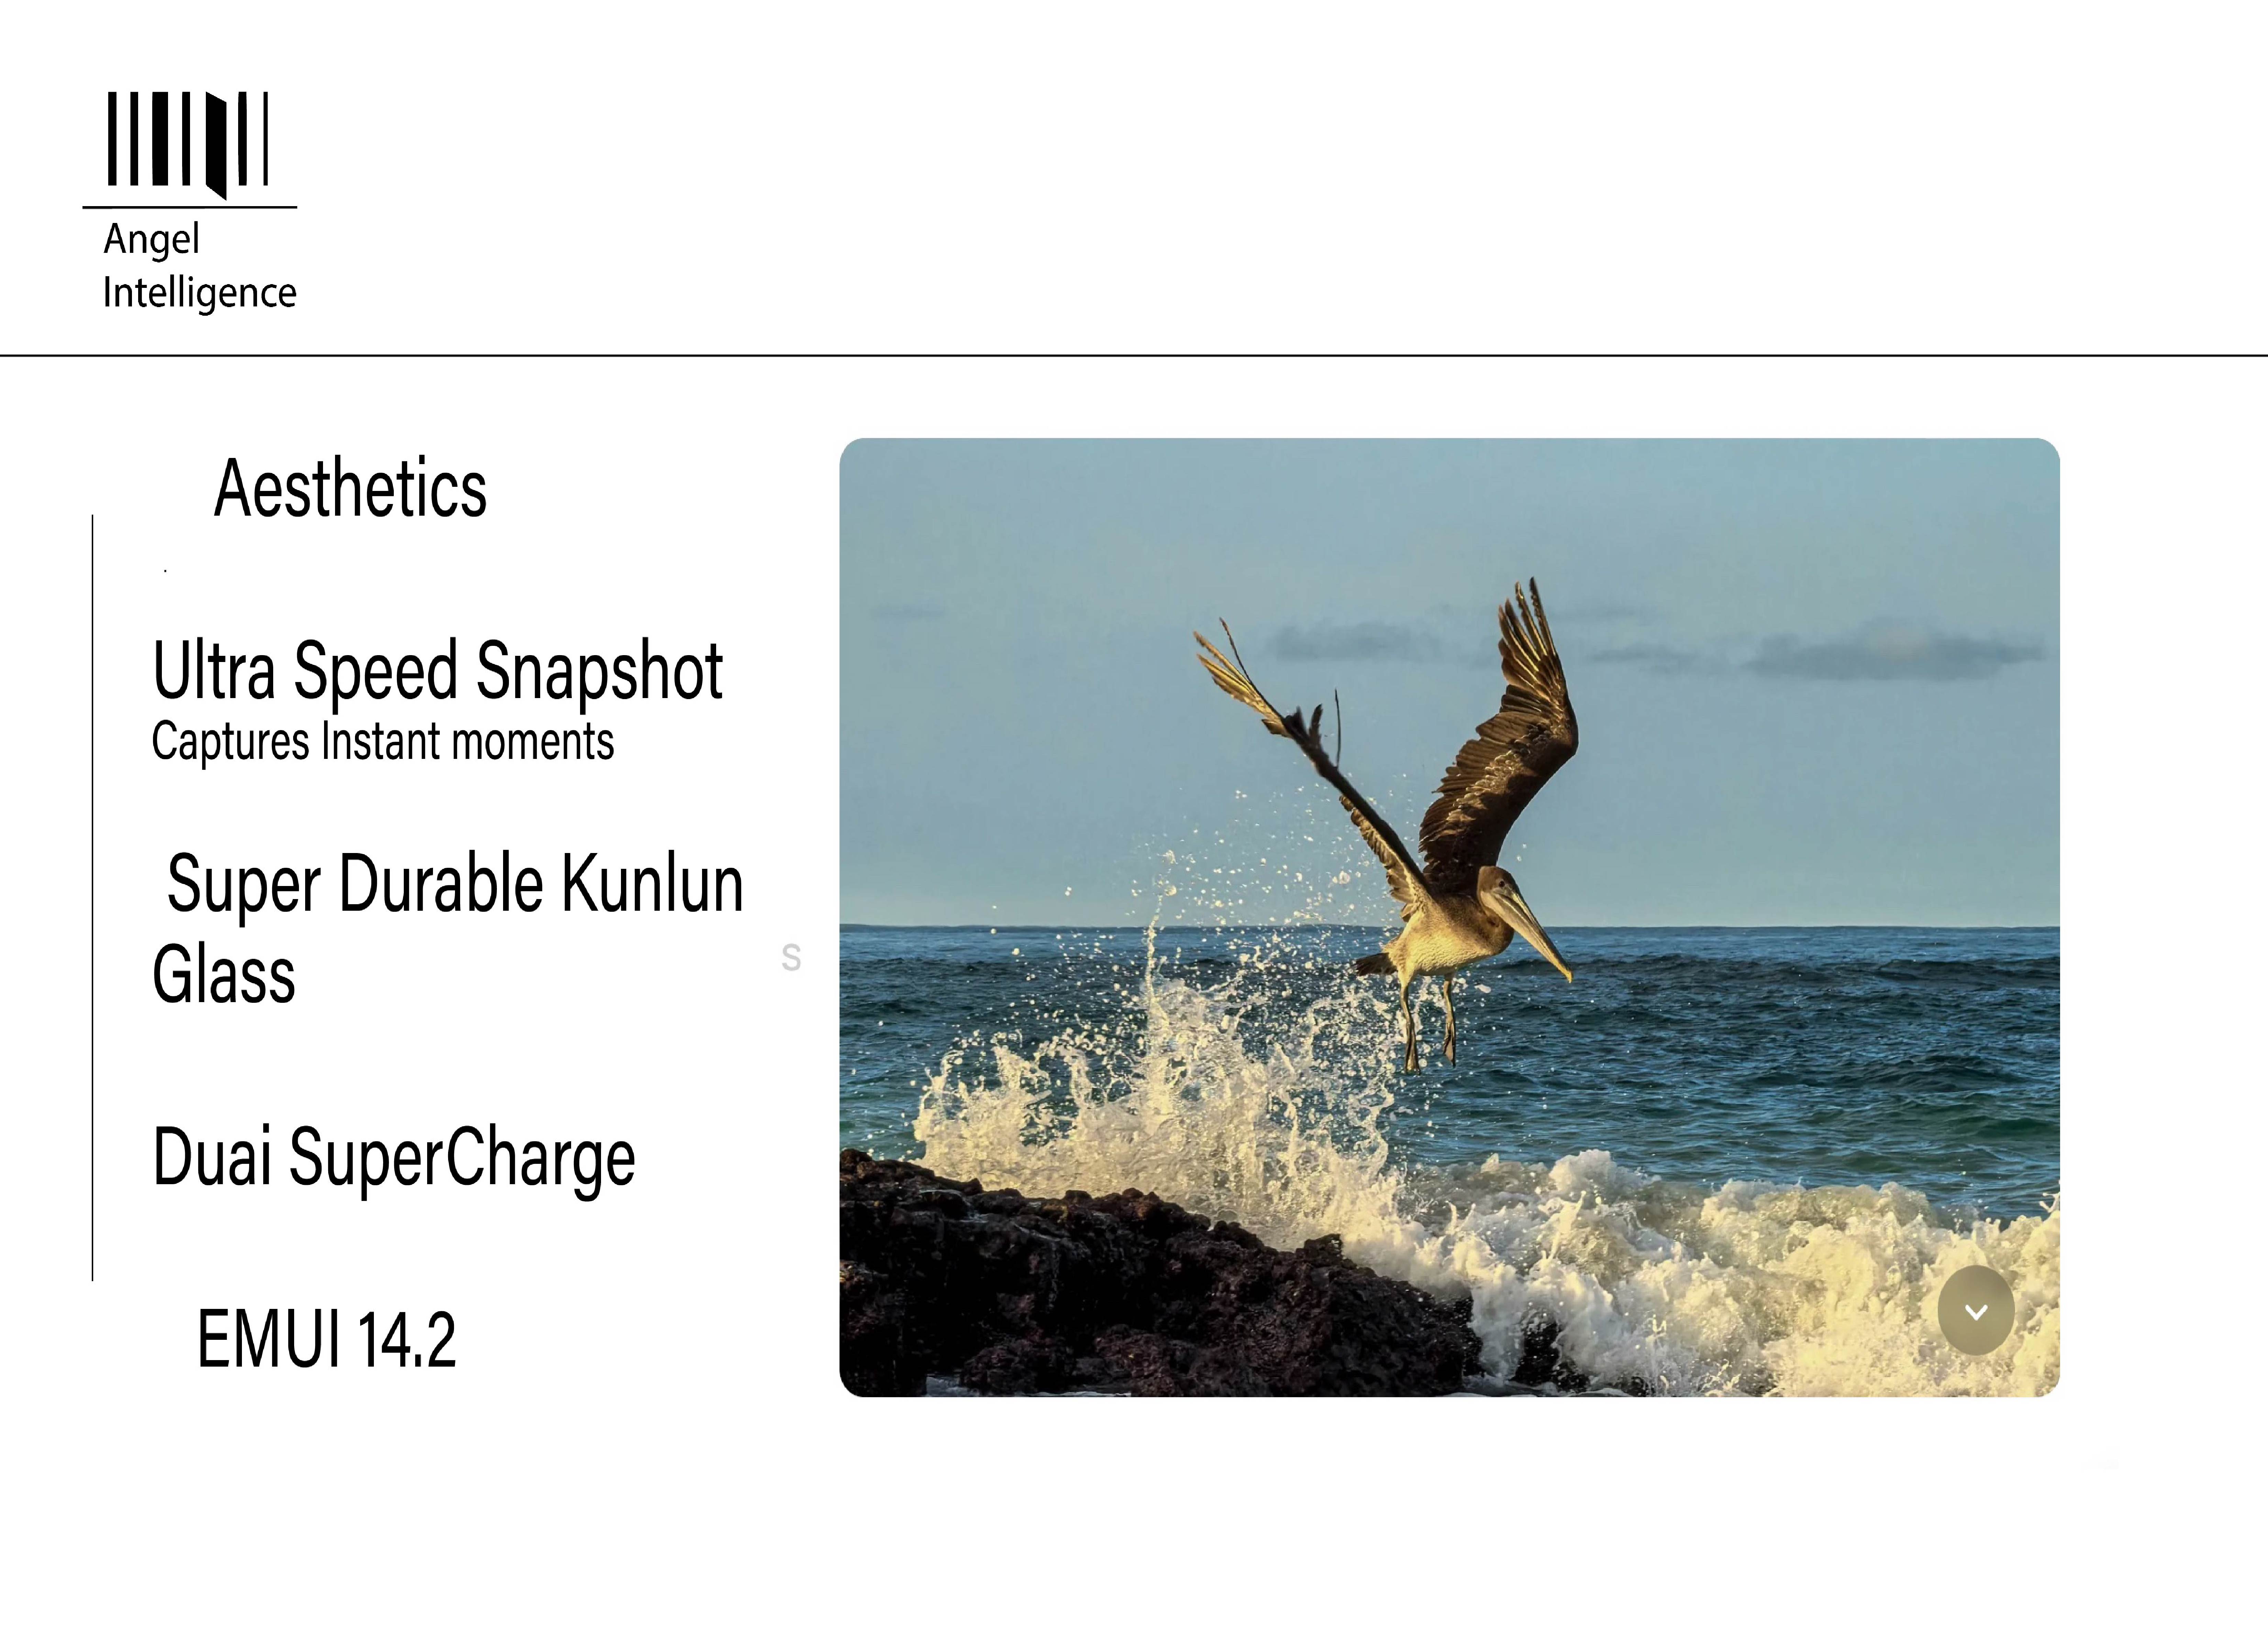 Angel
Intelligence
Aesthetics
.
Ultra Speed Snapshot
Captures Instant moments
Super Durable Kunlun
Glass
S
Duai SuperCharge
EMUI 14.2